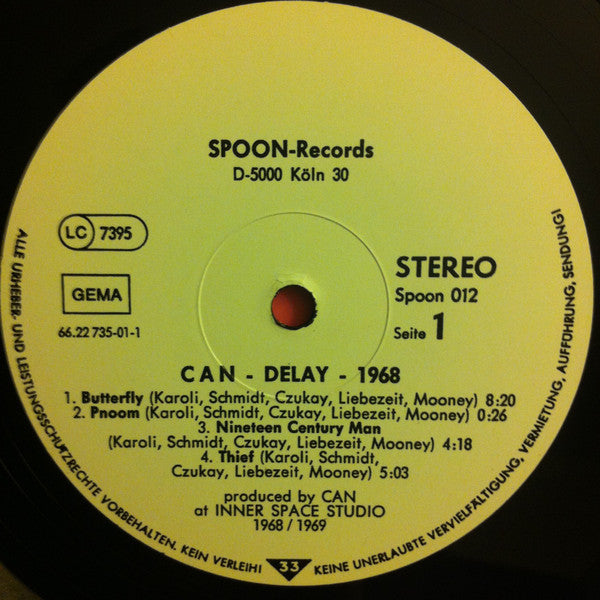 SPOON-Records
D-5000 Köln 30
LC 7395
GEMA
66.22 735-01-1
STEREO
Spoon 012
Seite 1
CAN - DELAY - 1968
1. Butterfly (Karoli, Schmidt, Czukay, Liebezeit, Mooney) 8:20
2. Pnoom (Karoli, Schmidt, Czukay, Liebezeit, Mooney) 0:26
3. Nineteen Century Man
(Karoli, Schmidt, Czukay, Liebezeit, Mooney) 4:18
4. Thief (Karoli, Schmidt,
Czukay, Liebezeit, Mooney) 5:03
produced by CAN
at INNER SPACE STUDIO
1968/1969
ALLE URHEBER- UND LEISTUNGSSCHUTZRECHTE VORBEHALTEN. KEIN VERLEIH! KEINE UNERLAUBTE VERVIELFÄLTIGUNG, VERMIETUNG, AUFFÜHRUNG, SENDUNG!
33